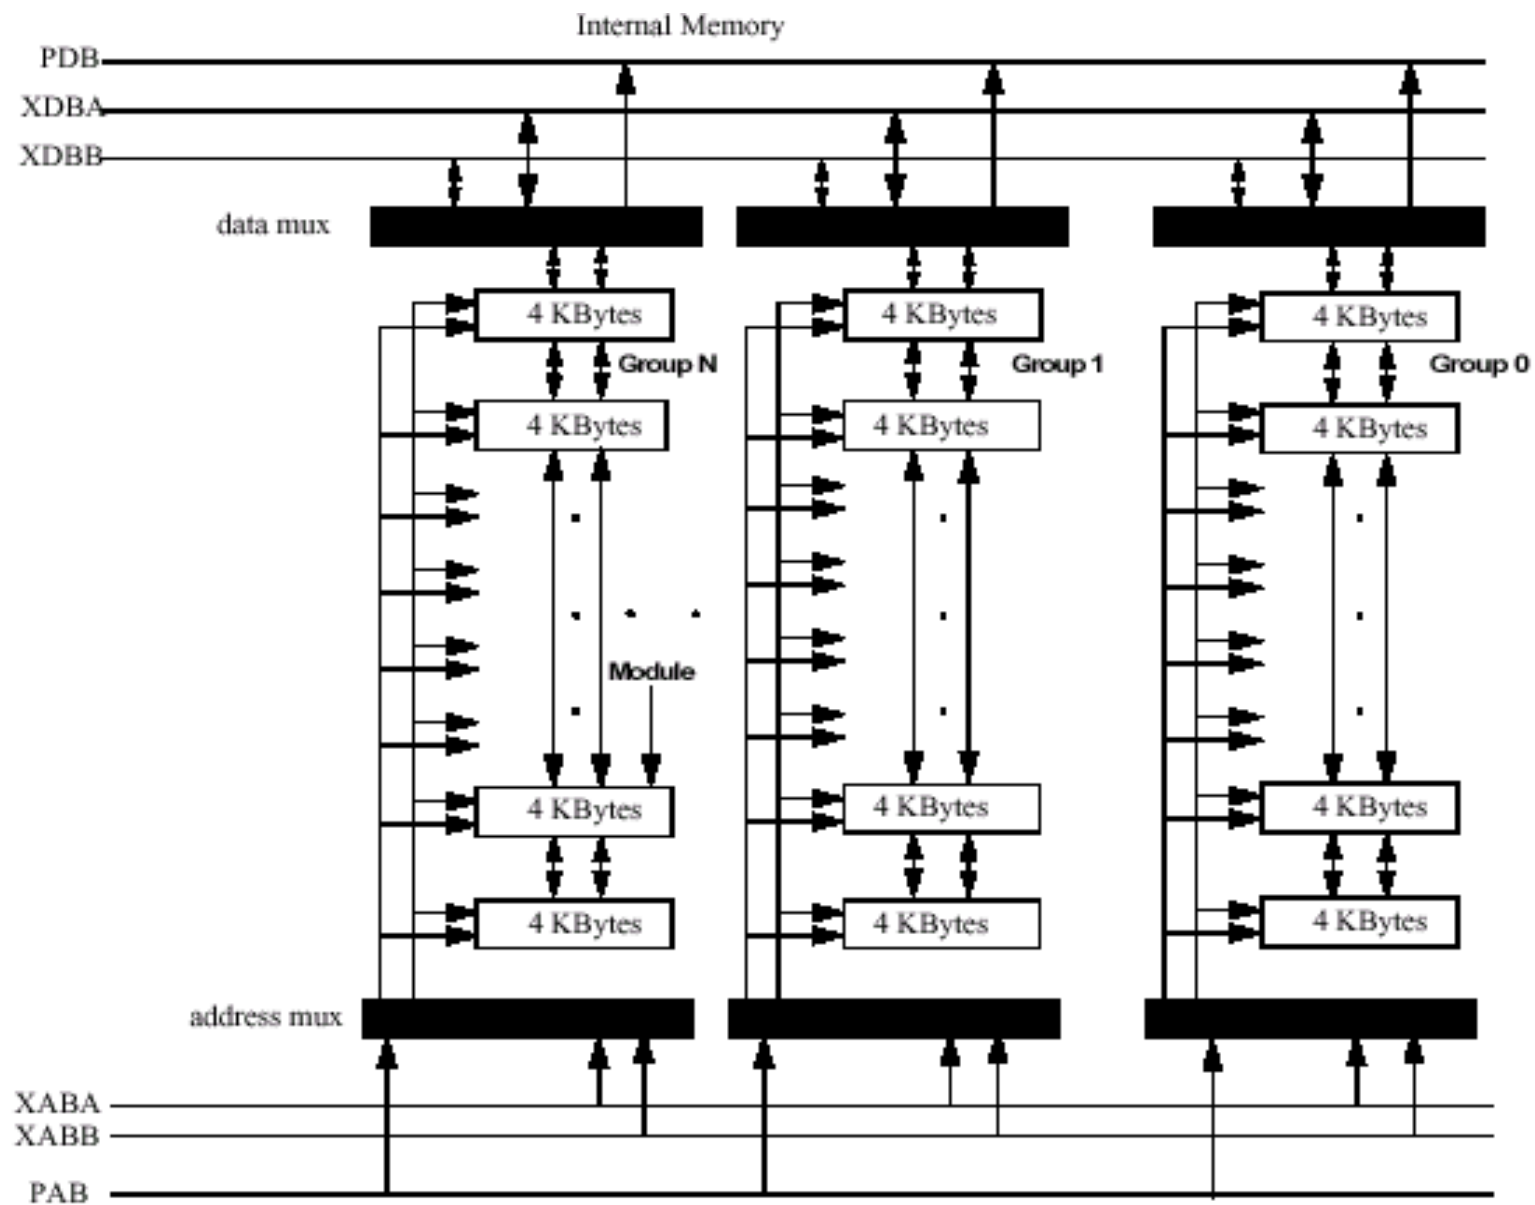 Internal Memory
PDB
XDBA
XDBB
data mux
4 KBytes 4 KBytes 4 KBytes
Group N Group 1 Group 0
4 KBytes 4 KBytes 4 KBytes
Module
4 KBytes 4 KBytes 4 KBytes
4 KBytes 4 KBytes 4 KBytes
address mux
XABA
XABB
PAB